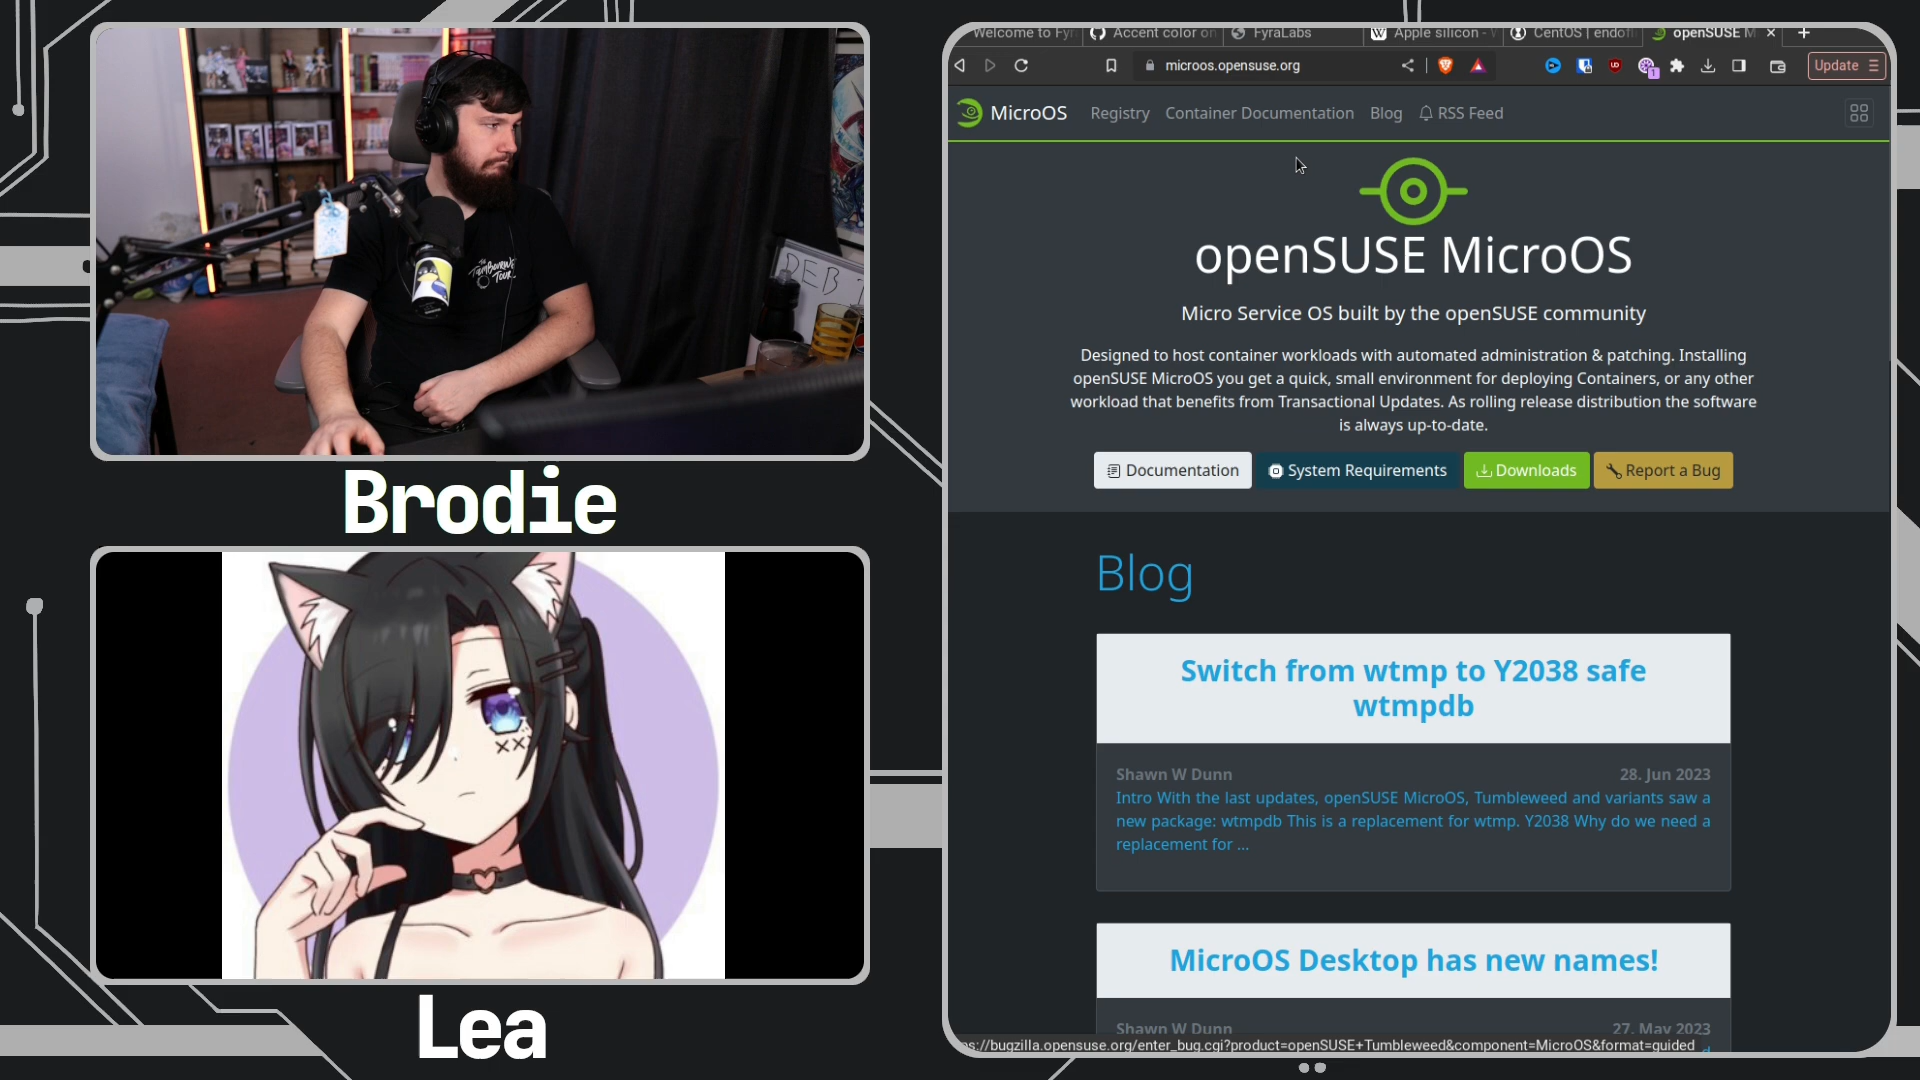 Welcome to Fyr
Accent color on
FyraLabs
Apple silicon -
CentOS | endofl
openSUSE M
microos.opensuse.org
Update
MicroOS
Registry
Container Documentation
Blog
RSS Feed
openSUSE MicroOS
Micro Service OS built by the openSUSE community
Designed to host container workloads with automated administration & patching. Installing
openSUSE MicroOS you get a quick, small environment for deploying Containers, or any other
workload that benefits from Transactional Updates. As rolling release distribution the software
is always up-to-date.
Documentation
System Requirements
Downloads
Report a Bug
Blog
Switch from wtmp to Y2038 safe
wtmpdb
Shawn W Dunn
28. Jun 2023
Intro With the last updates, openSUSE MicroOS, Tumbleweed and variants saw a
new package: wtmpdb This is a replacement for wtmp. Y2038 Why do we need a
replacement for ...
MicroOS Desktop has new names!
Shawn W Dunn
27. May 2023
s://bugzilla.opensuse.org/enter_bug.cgi?product=openSUSE+Tumbleweed&component=MicroOS&format=guided
DEB
Brodie
Lea